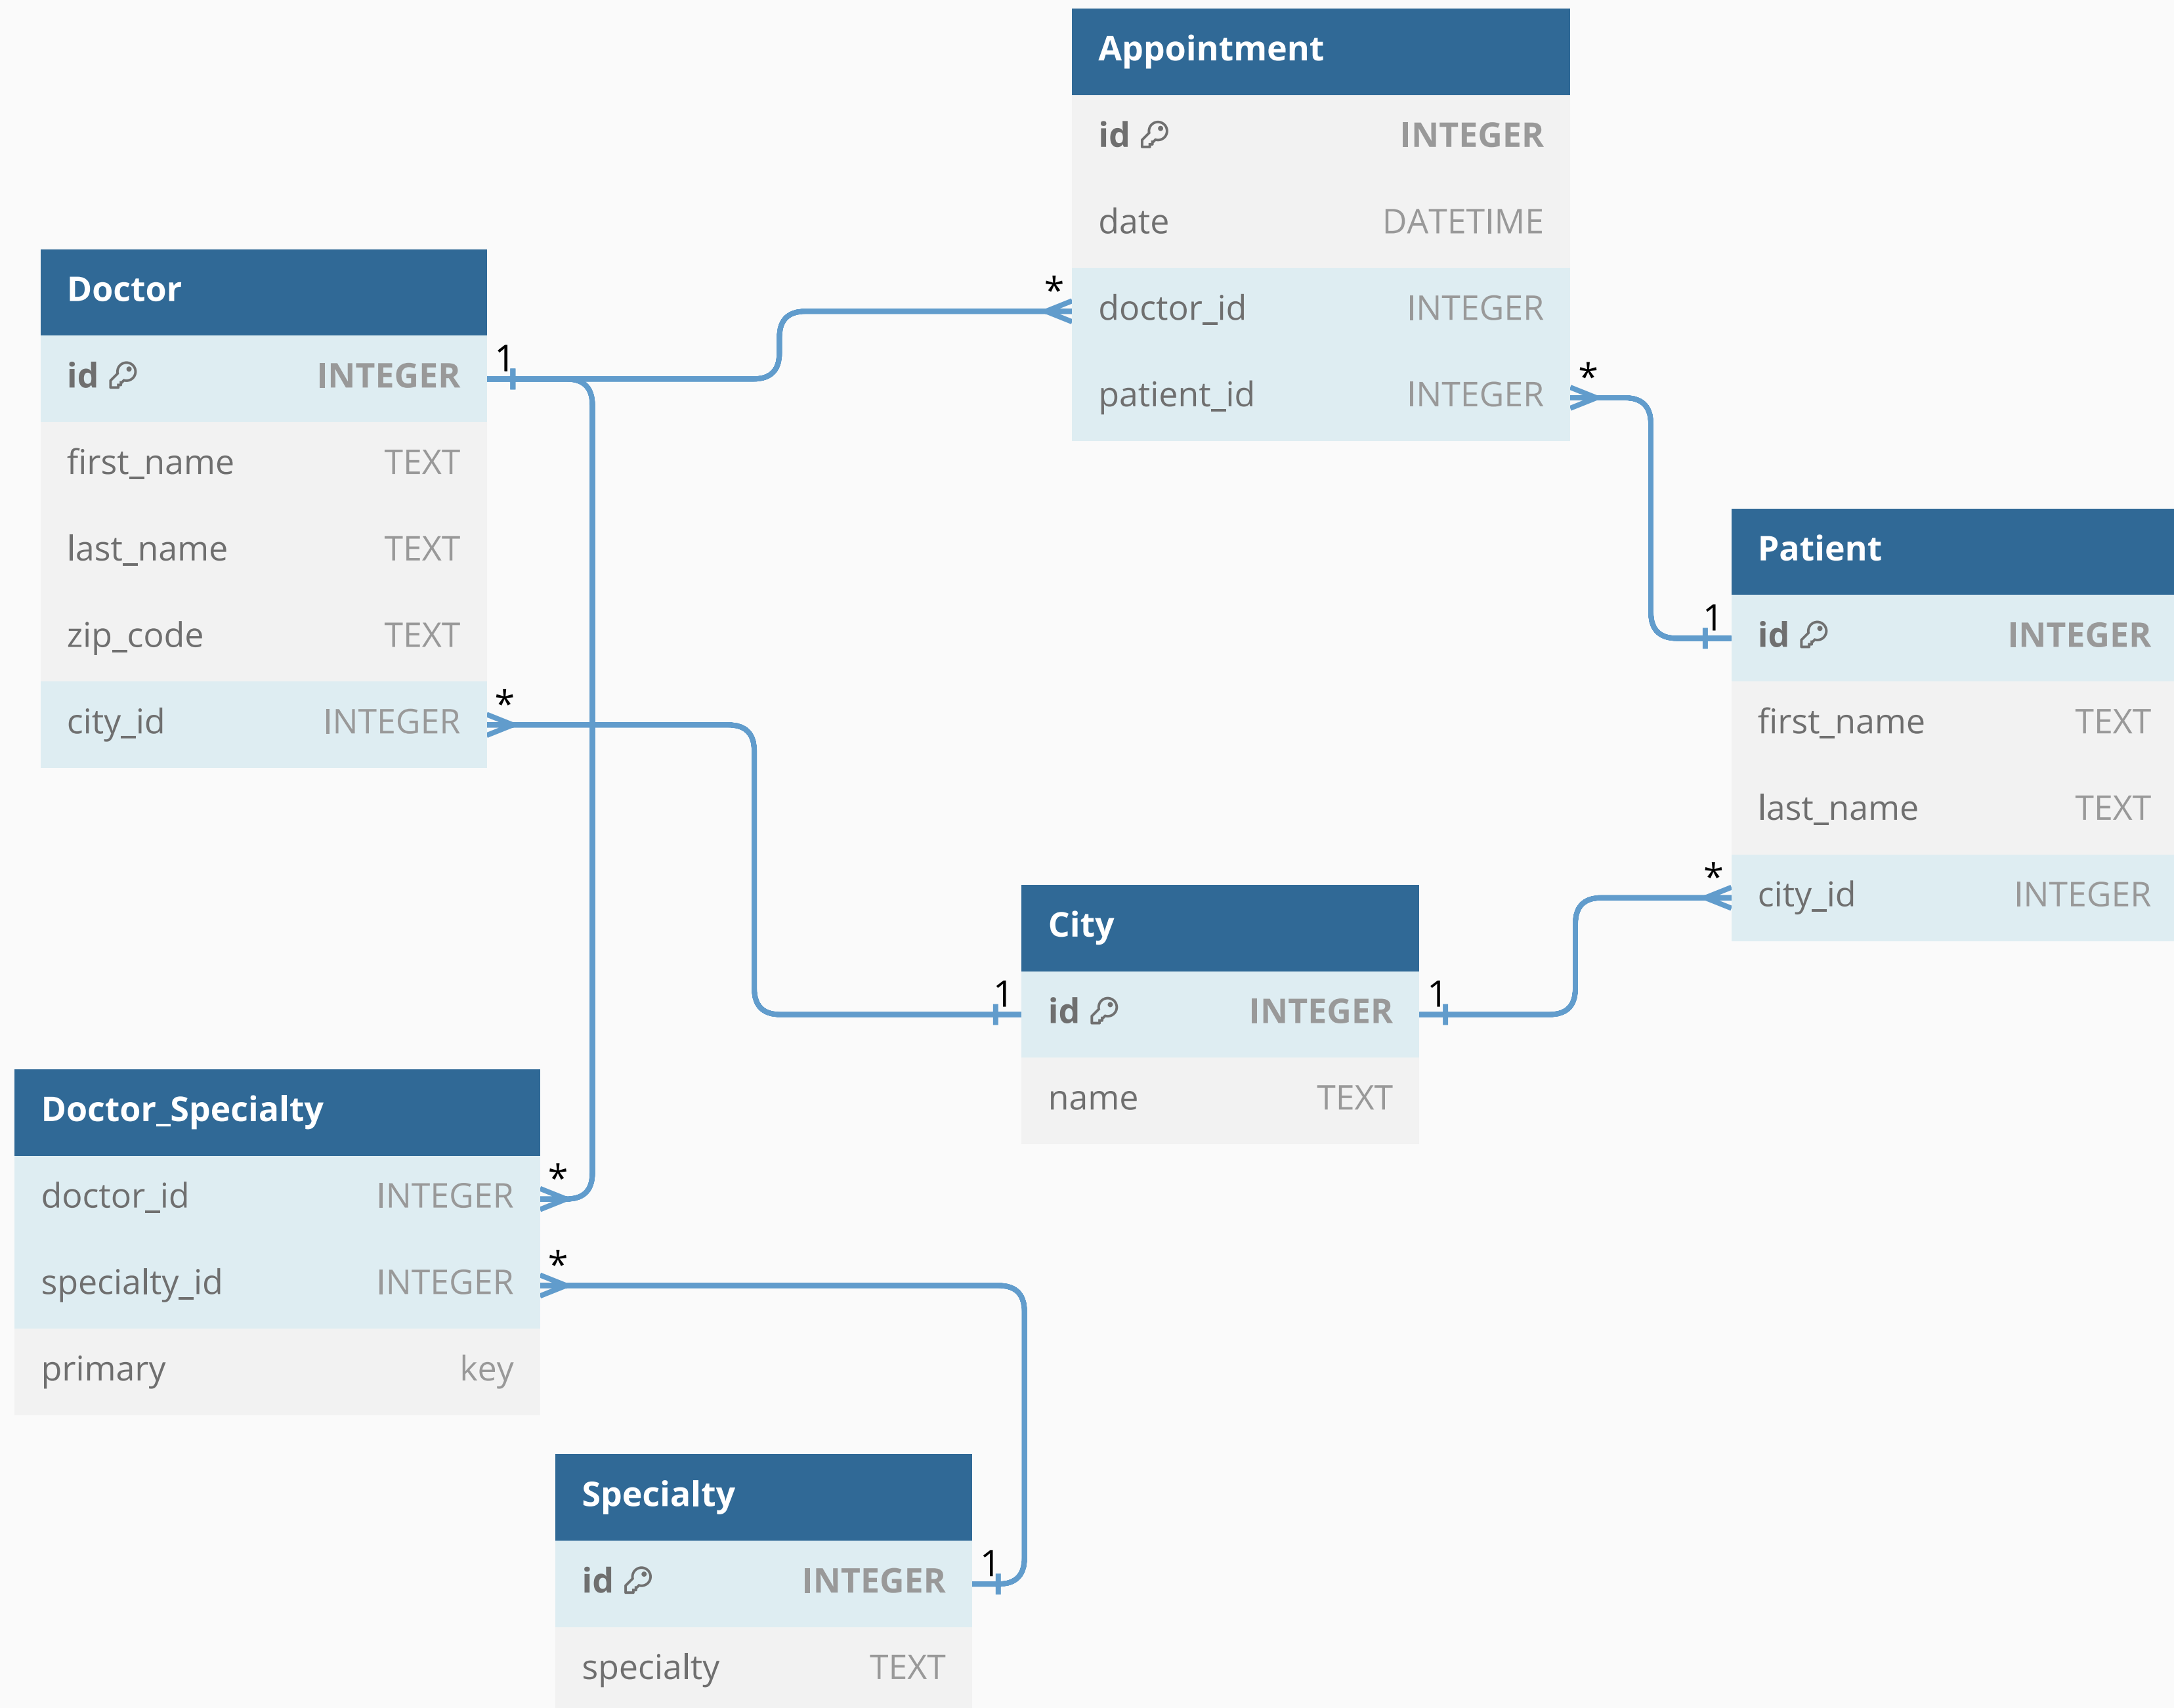 Appointment
id INTEGER
date DATETIME
* doctor_id INTEGER
patient_id INTEGER *
Doctor
id INTEGER 1
first_name TEXT
last_name TEXT
zip_code TEXT
city_id INTEGER *
Patient
1 id INTEGER
first_name TEXT
last_name TEXT
* city_id INTEGER
City
1 id INTEGER 1
name TEXT
Doctor_Specialty
doctor_id INTEGER *
specialty_id INTEGER *
primary key
Specialty
id INTEGER 1
specialty TEXT